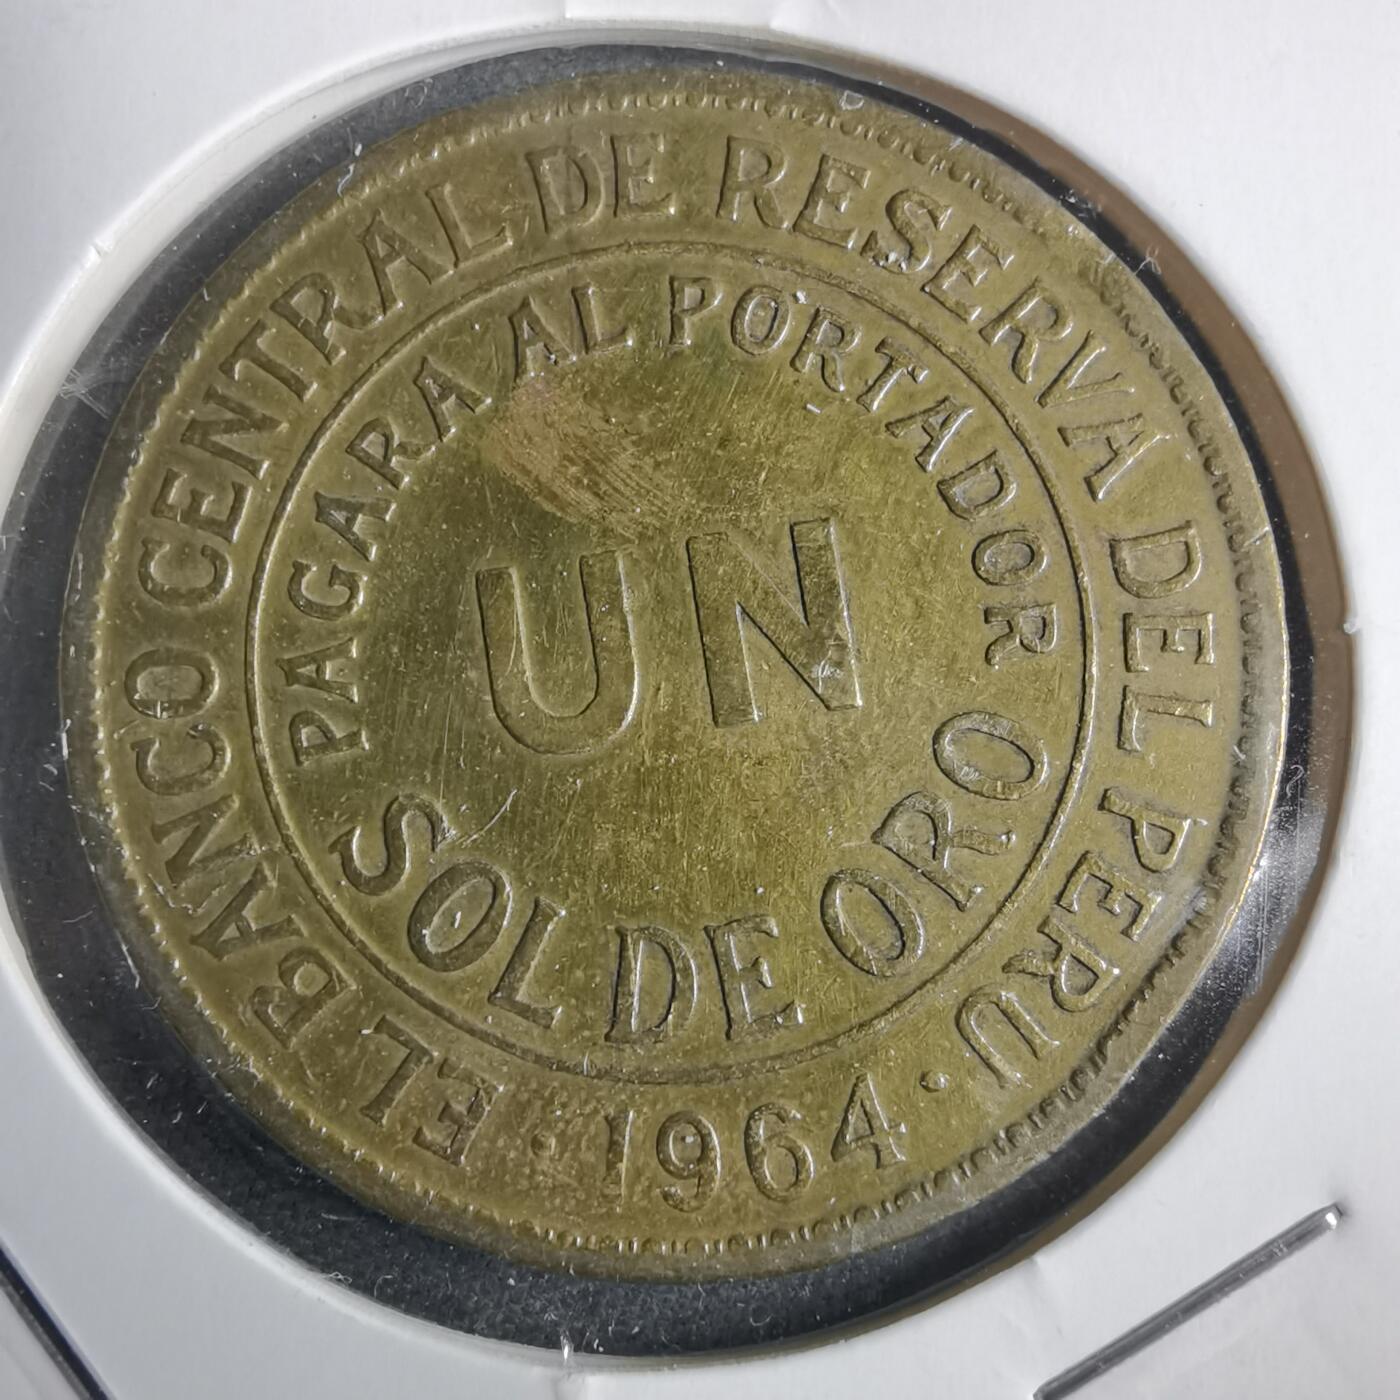 EL BANCO CENTRAL DE RESERVA DEL PERU
PAGARA AL PORTADOR
UN
SOL DE ORO
· 1964 ·